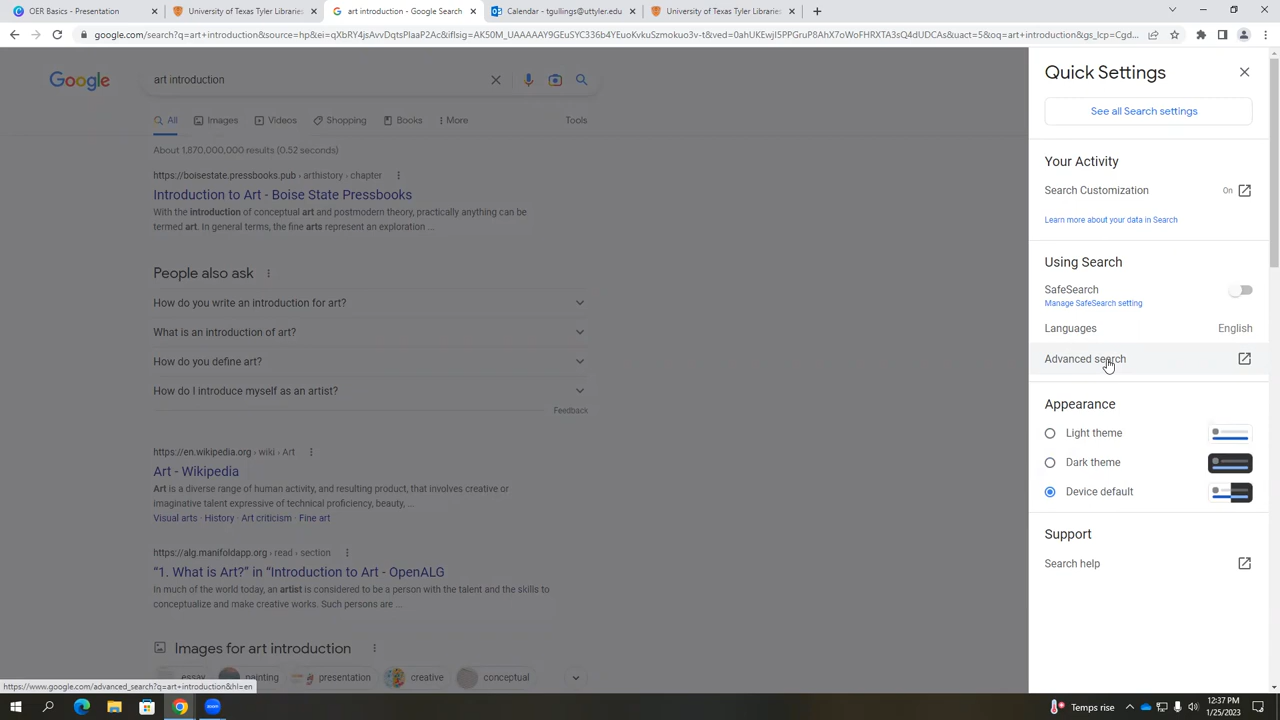 OER Basics - Presentation
University of Texas Tyler Libraries
art introduction - Google Search
Calendar - tgullings@uttyler.edu
University of Texas Tyler Libraries
google.com/search?q=art+introduction&source=hp&ei=qXbRY4jsAvvDqtsPlaaP2Ac&iflsig=AK50M_UAAAAAY9GEuSYC336b4YEuoKvkuSzmokuo3v-t&ved=0ahUKEwjI5PPGruP8AhX7oWoFHRXTA3sQ4dUDCAs&uact=5&oq=art+introduction&gs_lcp=Cgd...
Google
art introduction
All
Images
Videos
Shopping
Books
More
Tools
About 1,870,000,000 results (0.52 seconds)
https://boisestate.pressbooks.pub › arthistory › chapter
Introduction to Art - Boise State Pressbooks
With the introduction of conceptual art and postmodern theory, practically anything can be
termed art. In general terms, the fine arts represent an exploration ...
People also ask
How do you write an introduction for art?
What is an introduction of art?
How do you define art?
How do I introduce myself as an artist?
Feedback
https://en.wikipedia.org › wiki › Art
Art - Wikipedia
Art is a diverse range of human activity, and resulting product, that involves creative or
imaginative talent expressive of technical proficiency, beauty, ...
Visual arts · History · Art criticism · Fine art
https://alg.manifoldapp.org › read › section
“1. What is Art?” in “Introduction to Art - OpenALG
In much of the world today, an artist is considered to be a person with the talent and the skills to
conceptualize and make creative works. Such persons are ...
Images for art introduction
essay
painting
presentation
creative
conceptual
https://www.google.com/advanced_search?q=art+introduction&hl=en
Quick Settings
See all Search settings
Your Activity
Search Customization
On
Learn more about your data in Search
Using Search
SafeSearch
Manage SafeSearch setting
Languages
English
Advanced search
Appearance
Light theme
Dark theme
Device default
Support
Search help
zoom
Temps rise
12:37 PM
1/25/2023